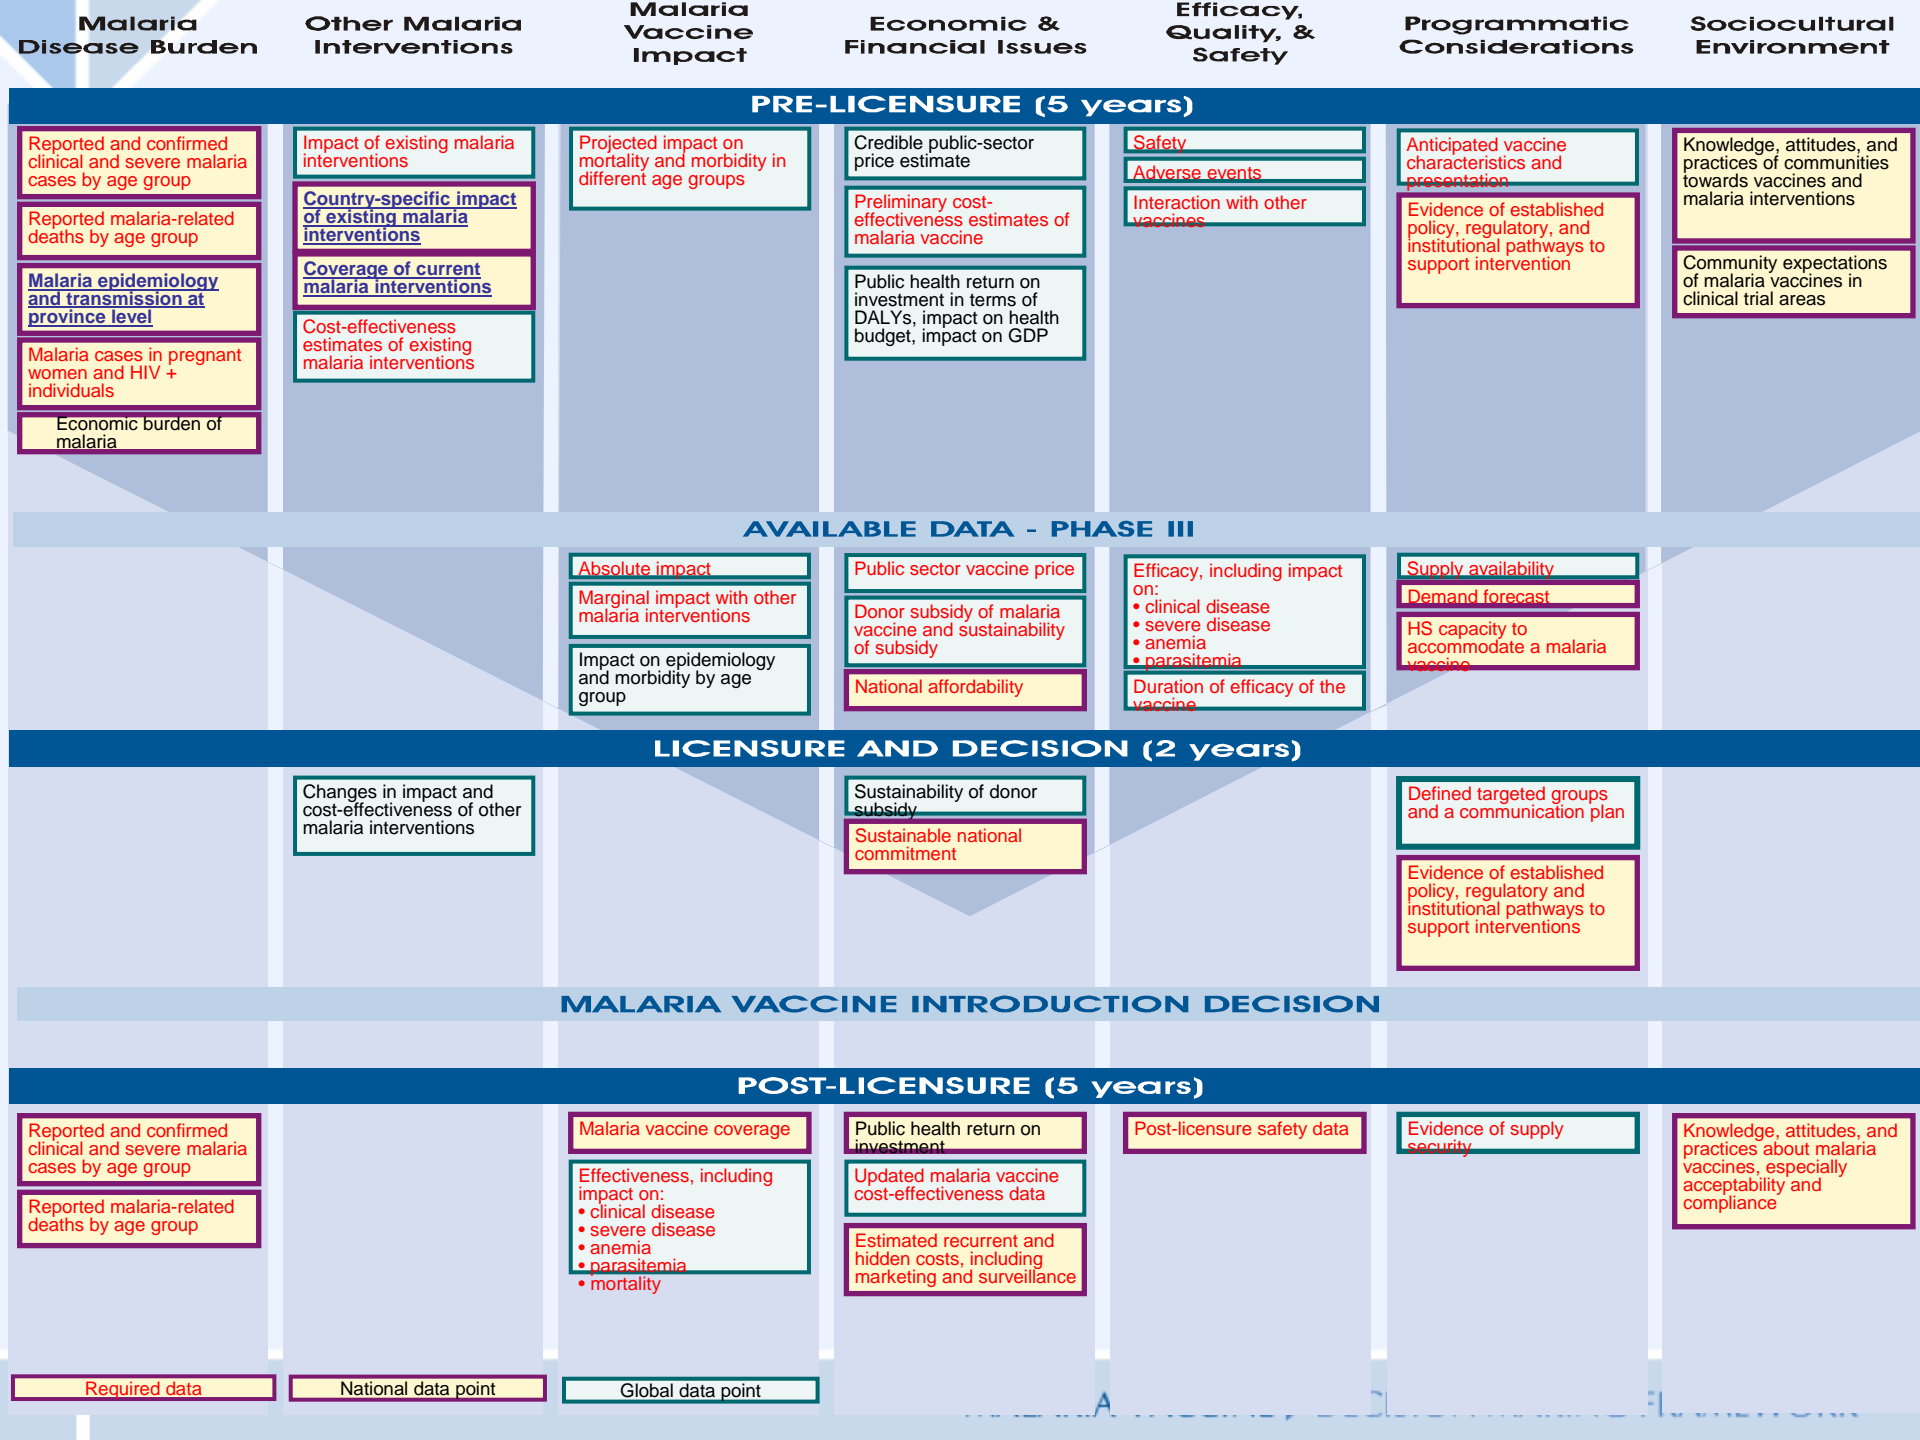 Malaria
Disease Burden
Other Malaria
Interventions
Malaria
Vaccine
Impact
Economic &
Financial Issues
Efficacy,
Quality, &
Safety
Programmatic
Considerations
Sociocultural
Environment
PRE-LICENSURE (5 years)
Reported and confirmed
clinical and severe malaria
cases by age group
Reported malaria-related
deaths by age group
Malaria epidemiology
and transmission at
province level
Malaria cases in pregnant
women and HIV +
individuals
Economic burden of
malaria
Impact of existing malaria
interventions
Country-specific impact
of existing malaria
interventions
Coverage of current
malaria interventions
Cost-effectiveness
estimates of existing
malaria interventions
Projected impact on
mortality and morbidity in
different age groups
Credible public-sector
price estimate
Preliminary cost-
effectiveness estimates of
malaria vaccine
Public health return on
investment in terms of
DALYs, impact on health
budget, impact on GDP
Safety
Adverse events
Interaction with other
vaccines
Anticipated vaccine
characteristics and
presentation
Evidence of established
policy, regulatory, and
institutional pathways to
support intervention
Knowledge, attitudes, and
practices of communities
towards vaccines and
malaria interventions
Community expectations
of malaria vaccines in
clinical trial areas
AVAILABLE DATA - PHASE III
Absolute impact
Marginal impact with other
malaria interventions
Impact on epidemiology
and morbidity by age
group
Public sector vaccine price
Donor subsidy of malaria
vaccine and sustainability
of subsidy
National affordability
Efficacy, including impact
on:
• clinical disease
• severe disease
• anemia
• parasitemia
Duration of efficacy of the
vaccine
Supply availability
Demand forecast
HS capacity to
accommodate a malaria
vaccine
LICENSURE AND DECISION (2 years)
Changes in impact and
cost-effectiveness of other
malaria interventions
Sustainability of donor
subsidy
Sustainable national
commitment
Defined targeted groups
and a communication plan
Evidence of established
policy, regulatory and
institutional pathways to
support interventions
MALARIA VACCINE INTRODUCTION DECISION
POST-LICENSURE (5 years)
Reported and confirmed
clinical and severe malaria
cases by age group
Reported malaria-related
deaths by age group
Malaria vaccine coverage
Effectiveness, including
impact on:
• clinical disease
• severe disease
• anemia
• parasitemia
• mortality
Public health return on
investment
Updated malaria vaccine
cost-effectiveness data
Estimated recurrent and
hidden costs, including
marketing and surveillance
Post-licensure safety data
Evidence of supply
security
Knowledge, attitudes, and
practices about malaria
vaccines, especially
acceptability and
compliance
Required data
National data point
Global data point